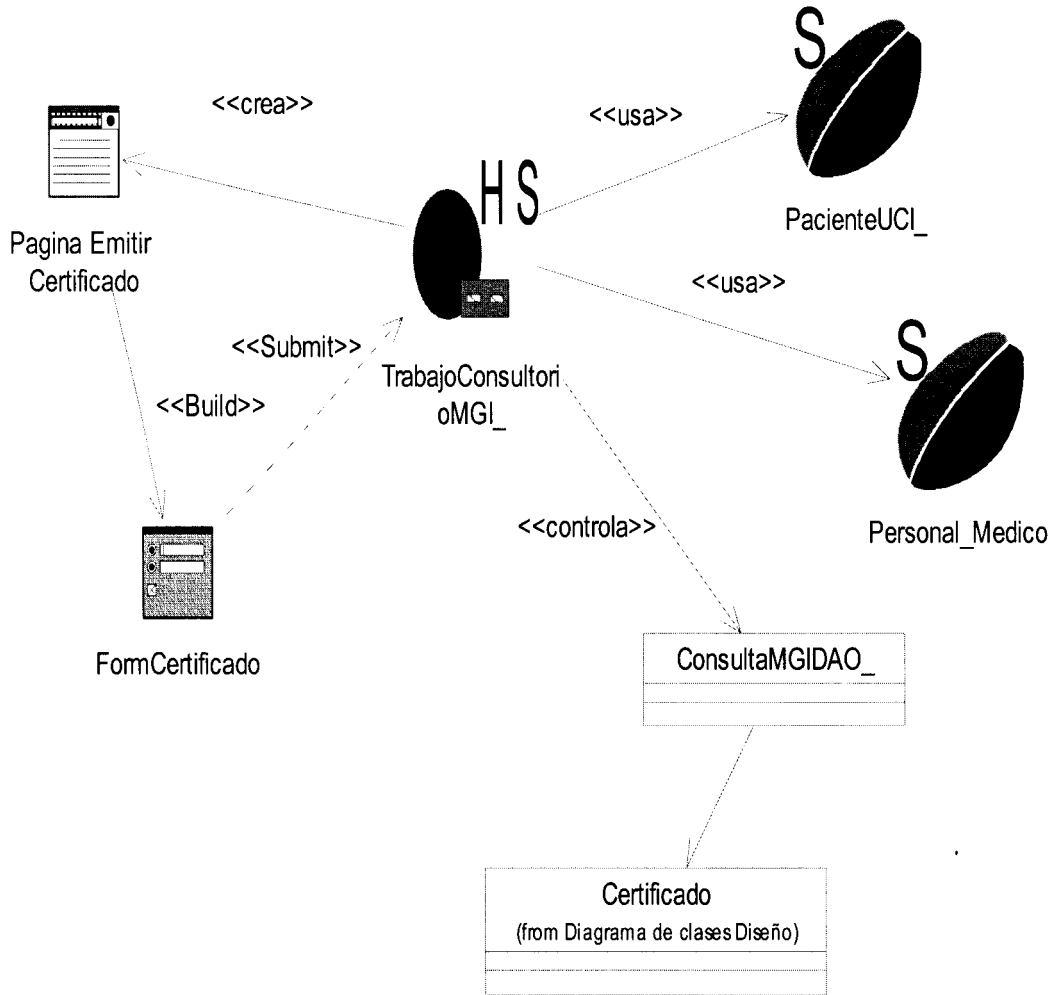 S
<<crea>>
<<usa>>
H S
PacienteUCI_
Pagina Emitir
Certificado
<<usa>>
<<Submit>>
S
TrabajoConsultori
oMGI_
<<Build>>
<<controla>>
Personal_Medico
FormCertificado
ConsultaMGIDAO_
Certificado
(from Diagrama de clases Diseño)